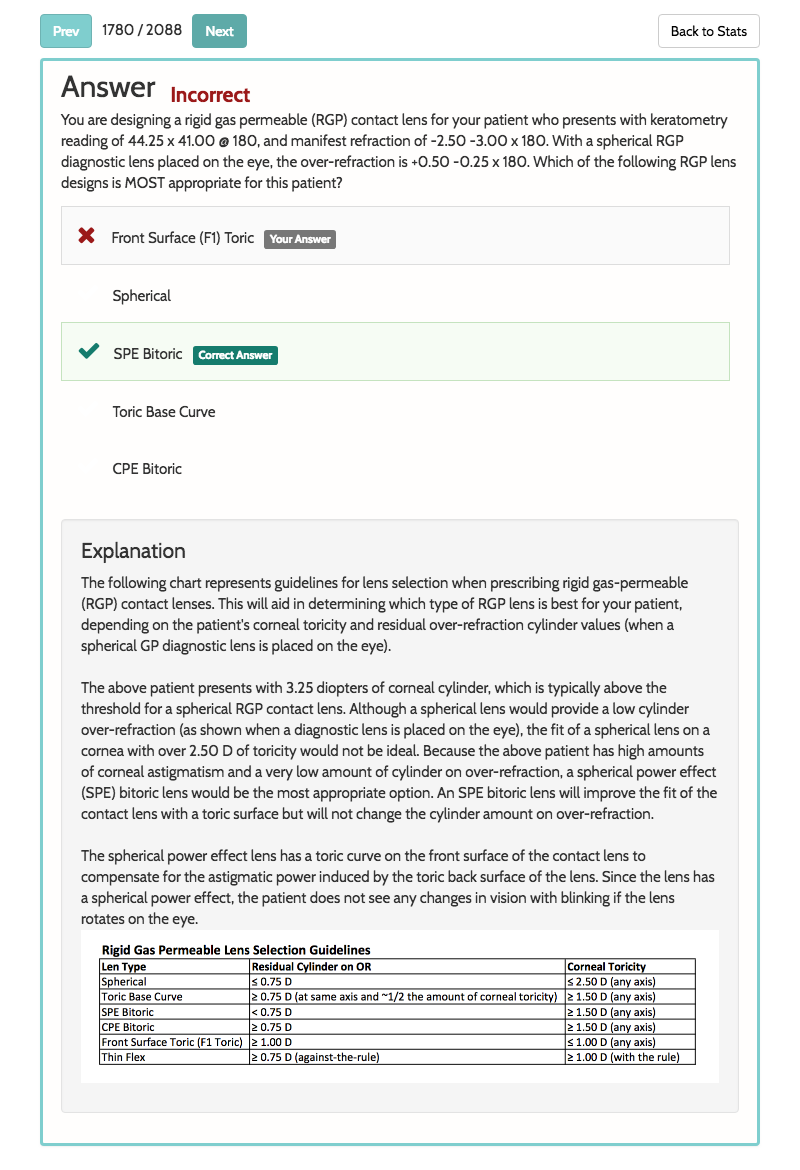 Prev 1780 / 2088 Next Back to Stats
Answer Incorrect
You are designing a rigid gas permeable (RGP) contact lens for your patient who presents with keratometry
reading of 44.25 x 41.00 @ 180, and manifest refraction of -2.50 -3.00 x 180. With a spherical RGP
diagnostic lens placed on the eye, the over-refraction is +0.50 -0.25 x 180. Which of the following RGP lens
designs is MOST appropriate for this patient?
Front Surface (F1) Toric Your Answer
Spherical
SPE Bitoric Correct Answer
Toric Base Curve
CPE Bitoric
Explanation
The following chart represents guidelines for lens selection when prescribing rigid gas-permeable
(RGP) contact lenses. This will aid in determining which type of RGP lens is best for your patient,
depending on the patient's corneal toricity and residual over-refraction cylinder values (when a
spherical GP diagnostic lens is placed on the eye).
The above patient presents with 3.25 diopters of corneal cylinder, which is typically above the
threshold for a spherical RGP contact lens. Although a spherical lens would provide a low cylinder
over-refraction (as shown when a diagnostic lens is placed on the eye), the fit of a spherical lens on a
cornea with over 2.50 D of toricity would not be ideal. Because the above patient has high amounts
of corneal astigmatism and a very low amount of cylinder on over-refraction, a spherical power effect
(SPE) bitoric lens would be the most appropriate option. An SPE bitoric lens will improve the fit of the
contact lens with a toric surface but will not change the cylinder amount on over-refraction.
The spherical power effect lens has a toric curve on the front surface of the contact lens to
compensate for the astigmatic power induced by the toric back surface of the lens. Since the lens has
a spherical power effect, the patient does not see any changes in vision with blinking if the lens
rotates on the eye.
Rigid Gas Permeable Lens Selection Guidelines
Len Type Residual Cylinder on OR Corneal Toricity
Spherical ≤ 0.75 D ≤ 2.50 D (any axis)
Toric Base Curve ≥ 0.75 D (at same axis and ~1/2 the amount of corneal toricity) ≥ 1.50 D (any axis)
SPE Bitoric < 0.75 D ≥ 1.50 D (any axis)
CPE Bitoric ≥ 0.75 D ≥ 1.50 D (any axis)
Front Surface Toric (F1 Toric) ≥ 1.00 D ≤ 1.00 D (any axis)
Thin Flex ≥ 0.75 D (against-the-rule) ≥ 1.00 D (with the rule)